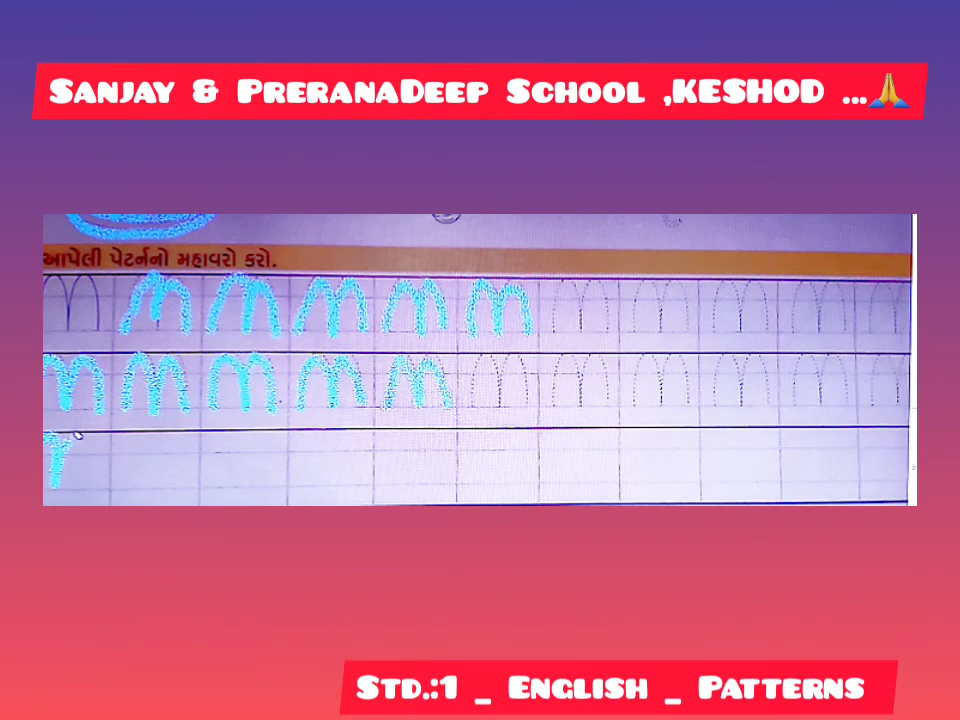 Sanjay & PreranaDeep School ,KESHOD ...🙏
આપેલી પેટર્નનો મહાવરો કરો.
Std.:1 _ English _ Patterns